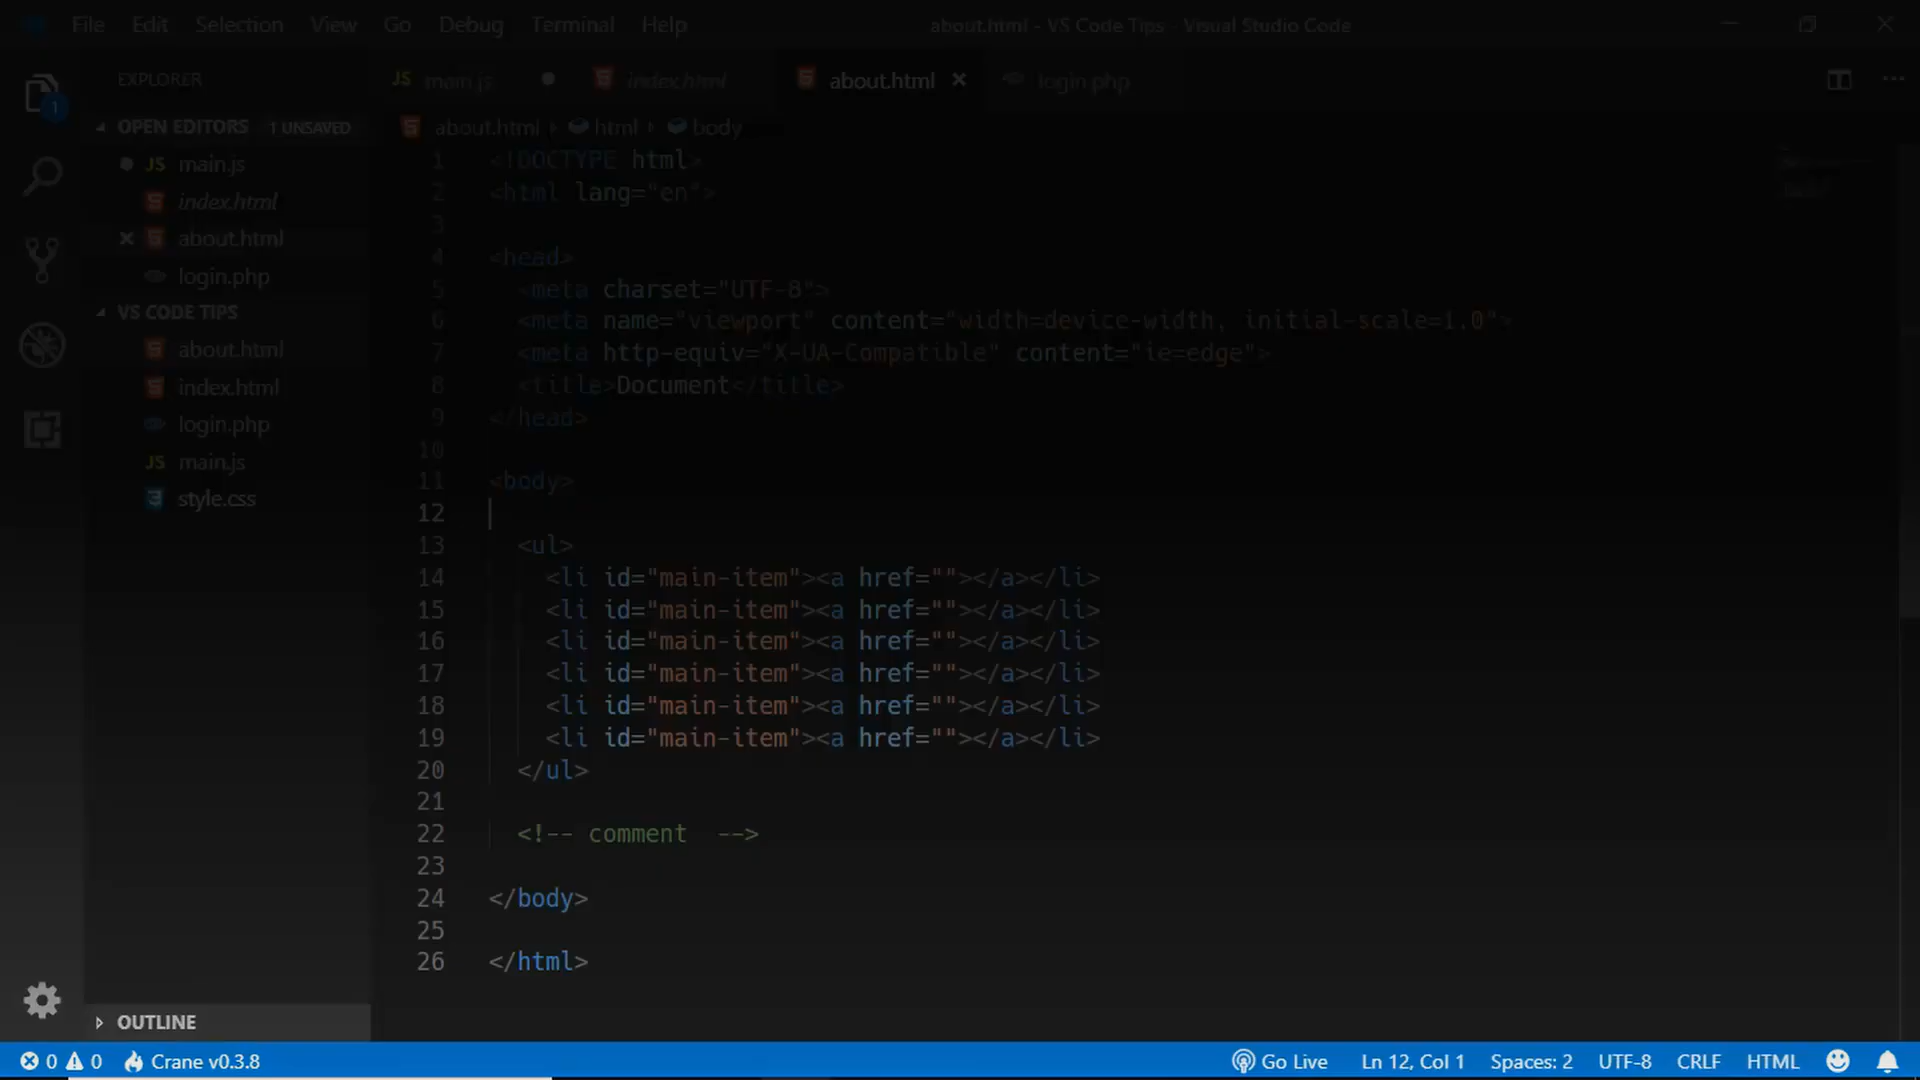 File Edit Selection View Go Debug Terminal Help about.html - VS Code Tips - Visual Studio Code
EXPLORER
JS main.js index.html about.html login.php
OPEN EDITORS 1 UNSAVED
JS main.js
index.html
about.html
login.php
VS CODE TIPS
about.html
index.html
login.php
JS main.js
style.css
OUTLINE
about.html › html › body
1 <!DOCTYPE html>
2 <html lang="en">
3
4 <head>
5 <meta charset="UTF-8">
6 <meta name="viewport" content="width=device-width, initial-scale=1.0">
7 <meta http-equiv="X-UA-Compatible" content="ie=edge">
8 <title>Document</title>
9 </head>
10
11 <body>
12
13 <ul>
14 <li id="main-item"><a href=""></a></li>
15 <li id="main-item"><a href=""></a></li>
16 <li id="main-item"><a href=""></a></li>
17 <li id="main-item"><a href=""></a></li>
18 <li id="main-item"><a href=""></a></li>
19 <li id="main-item"><a href=""></a></li>
20 </ul>
21
22 <!-- comment  -->
23
24 </body>
25
26 </html>
0 0 Crane v0.3.8 Go Live Ln 12, Col 1 Spaces: 2 UTF-8 CRLF HTML